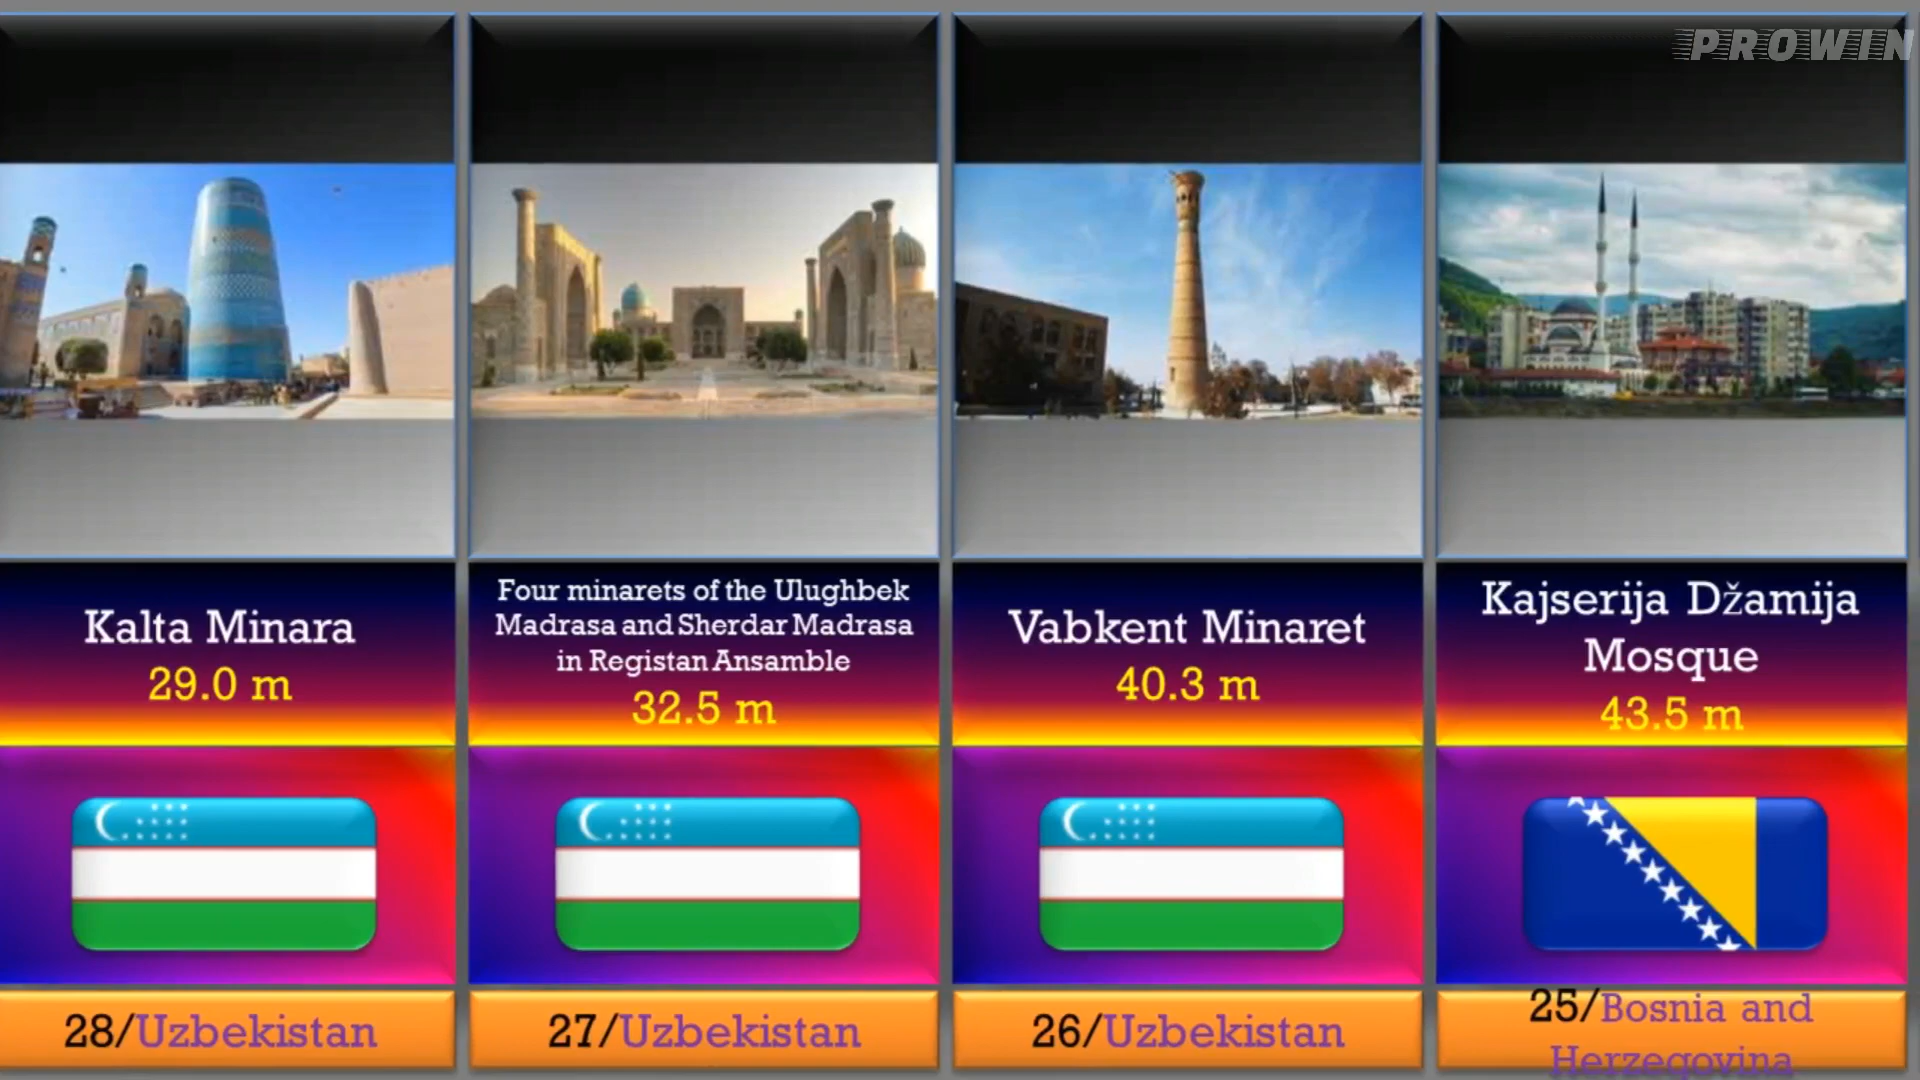 PROWIN
Kalta Minara
29.0 m
28/Uzbekistan
Four minarets of the Ulughbek
Madrasa and Sherdar Madrasa
in Registan Ansamble
32.5 m
27/Uzbekistan
Vabkent Minaret
40.3 m
26/Uzbekistan
Kajserija Džamija
Mosque
43.5 m
25/Bosnia and
Herzegovina